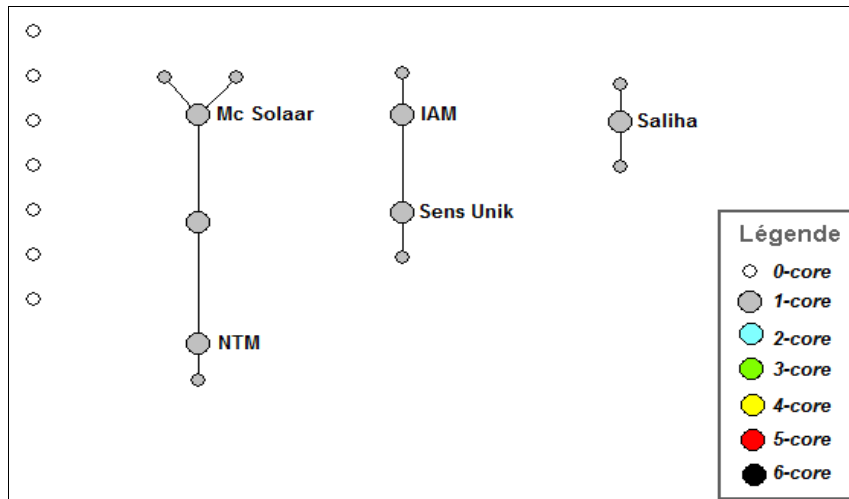 Mc Solaar
IAM
Saliha
Sens Unik
NTM
Légende
0-core
1-core
2-core
3-core
4-core
5-core
6-core